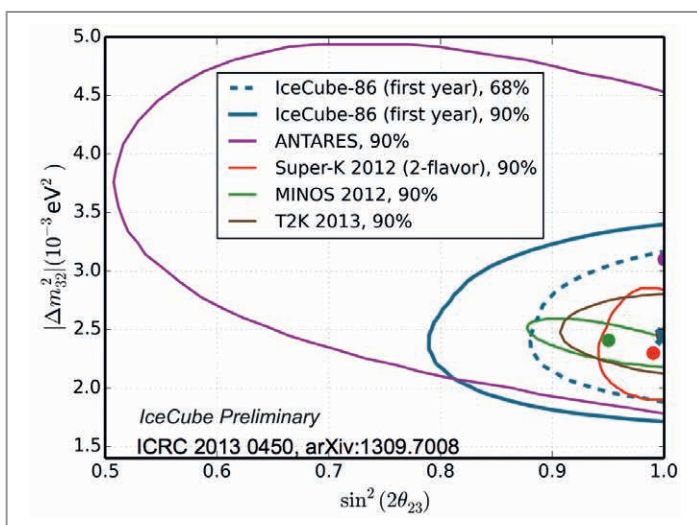 5.0
4.5
4.0
3.5
3.0
2.5
2.0
1.5
|Δm²₃₂|(10⁻³ eV²)
IceCube-86 (first year), 68%
IceCube-86 (first year), 90%
ANTARES, 90%
Super-K 2012 (2-flavor), 90%
MINOS 2012, 90%
T2K 2013, 90%
IceCube Preliminary
ICRC 2013 0450, arXiv:1309.7008
0.5 0.6 0.7 0.8 0.9 1.0
sin² (2θ₂₃)